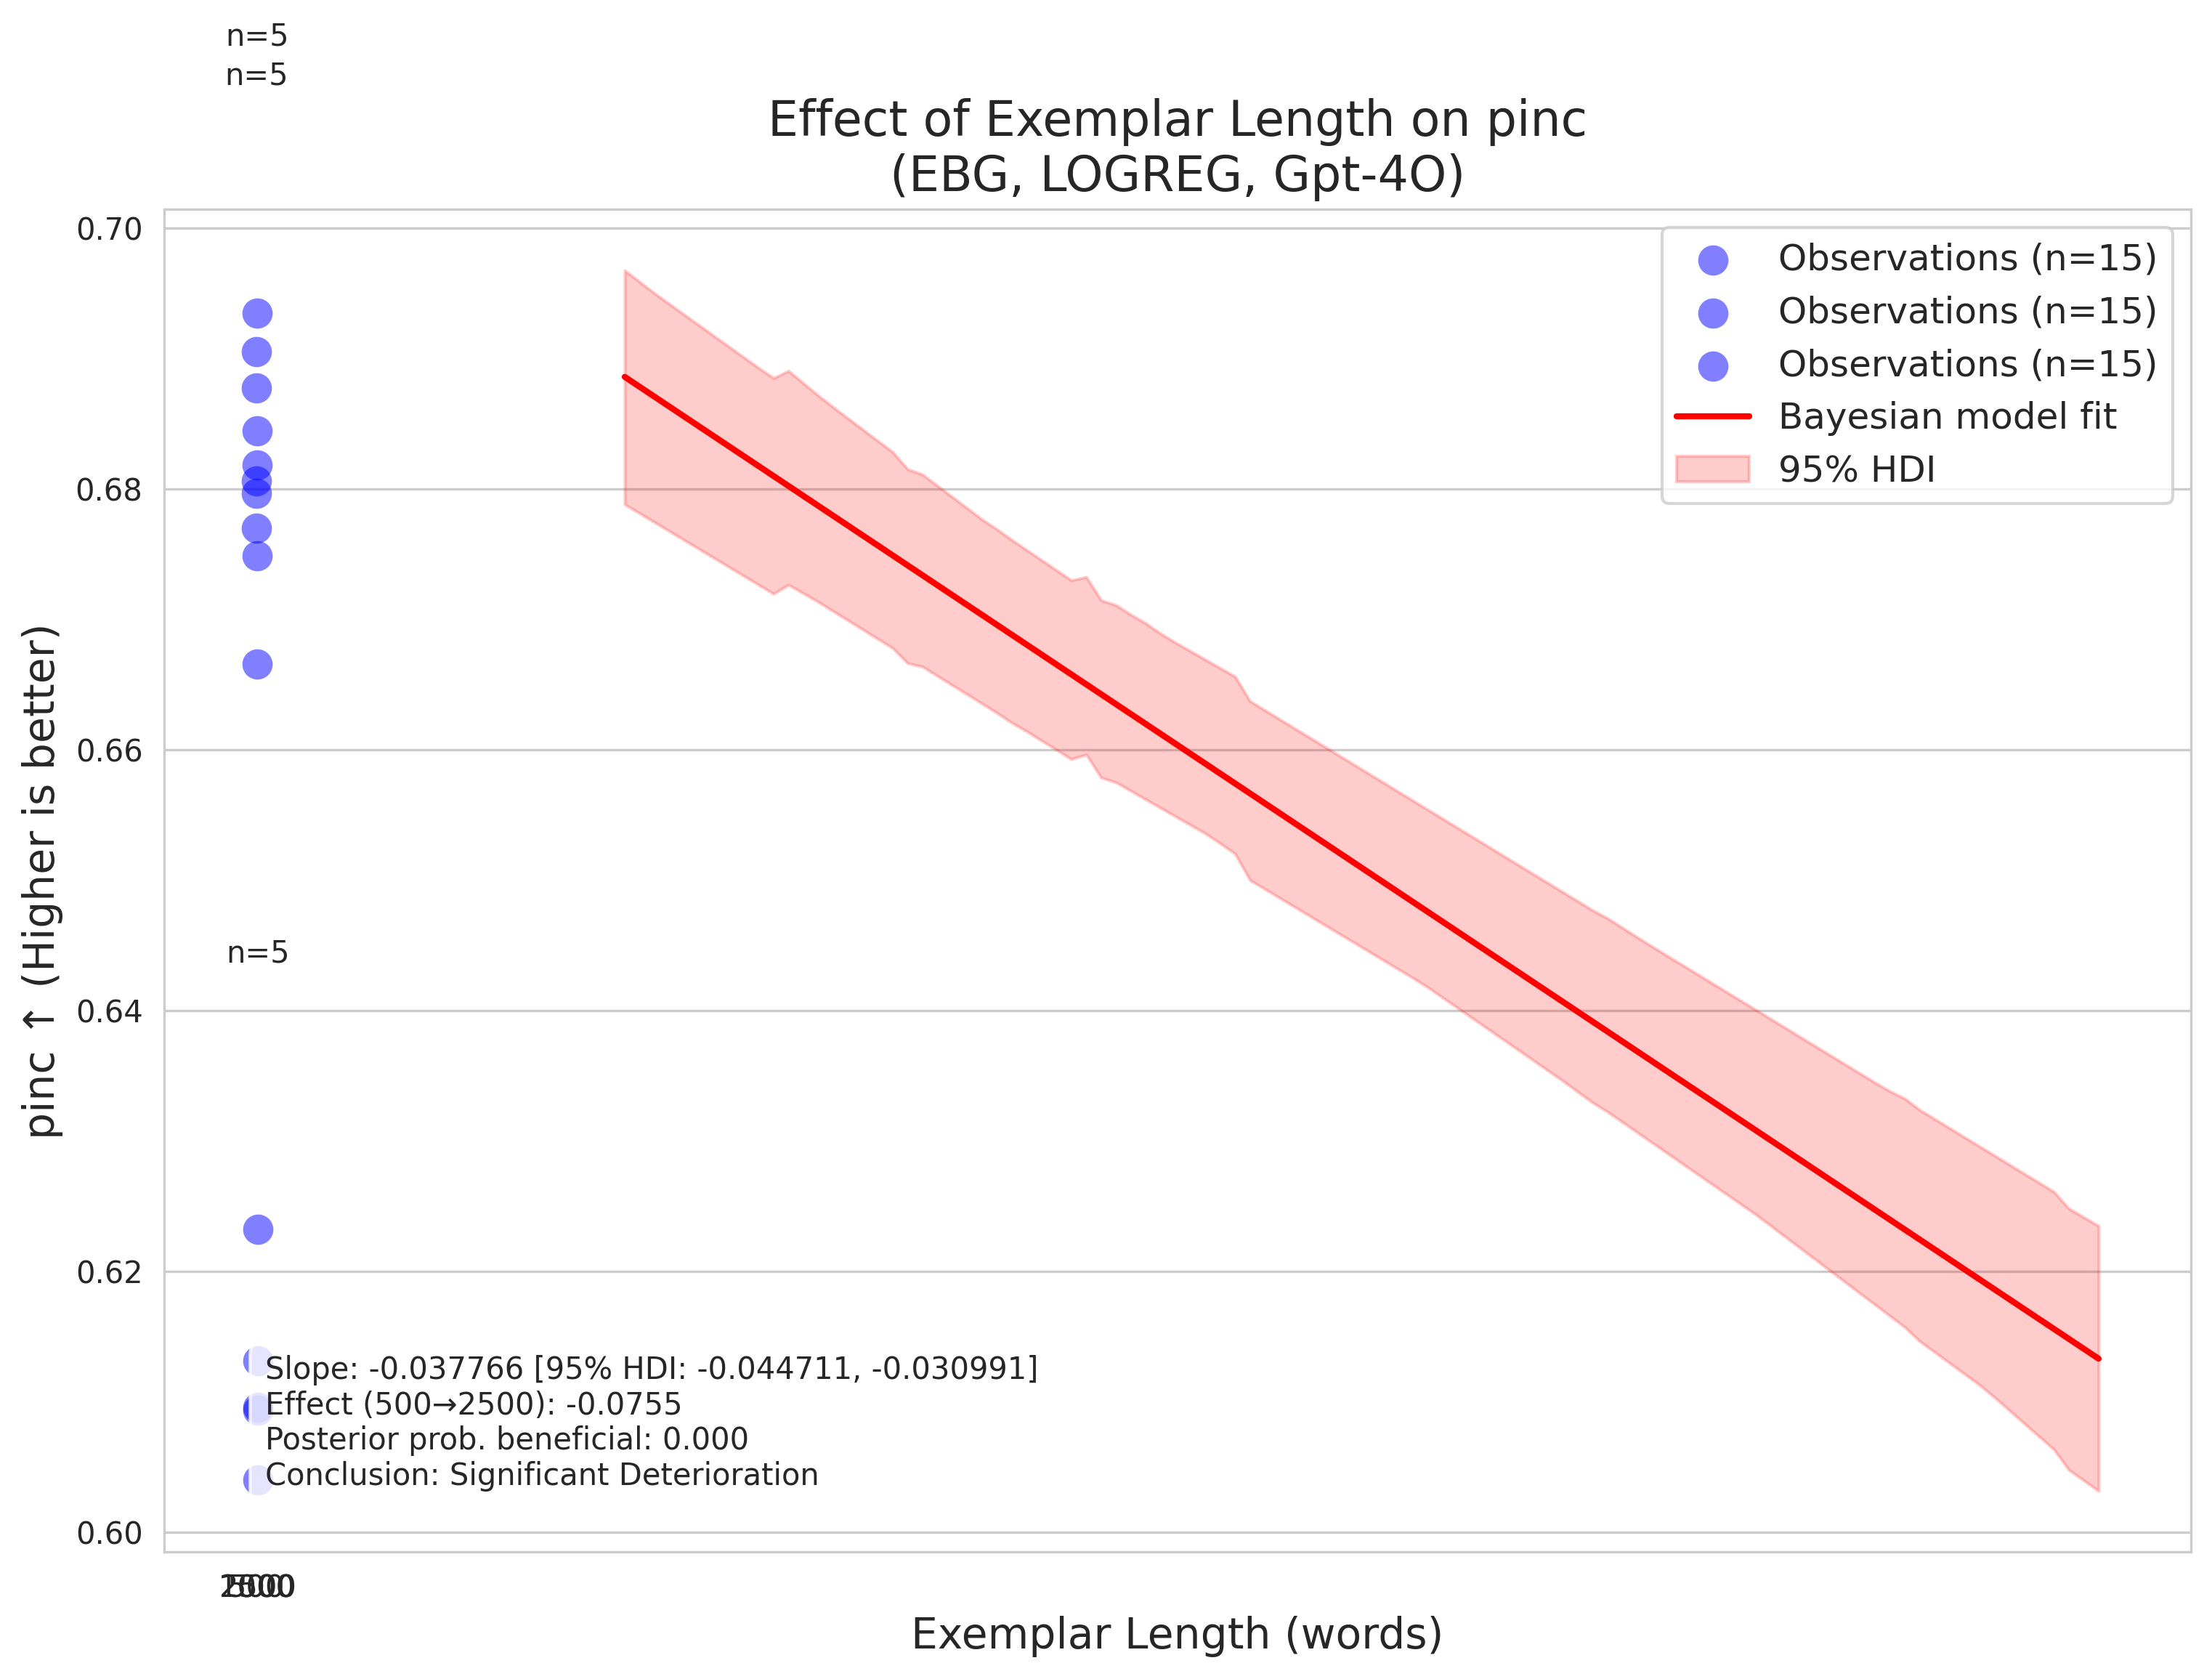 n=5
n=5
Effect of Exemplar Length on pinc
(EBG, LOGREG, Gpt-4O)
0.70
0.68
0.66
0.64
0.62
0.60
pinc ↑ (Higher is better)
Observations (n=15)
Observations (n=15)
Observations (n=15)
Bayesian model fit
95% HDI
n=5
Slope: -0.037766 [95% HDI: -0.044711, -0.030991]
Effect (500→2500): -0.0755
Posterior prob. beneficial: 0.000
Conclusion: Significant Deterioration
Exemplar Length (words)